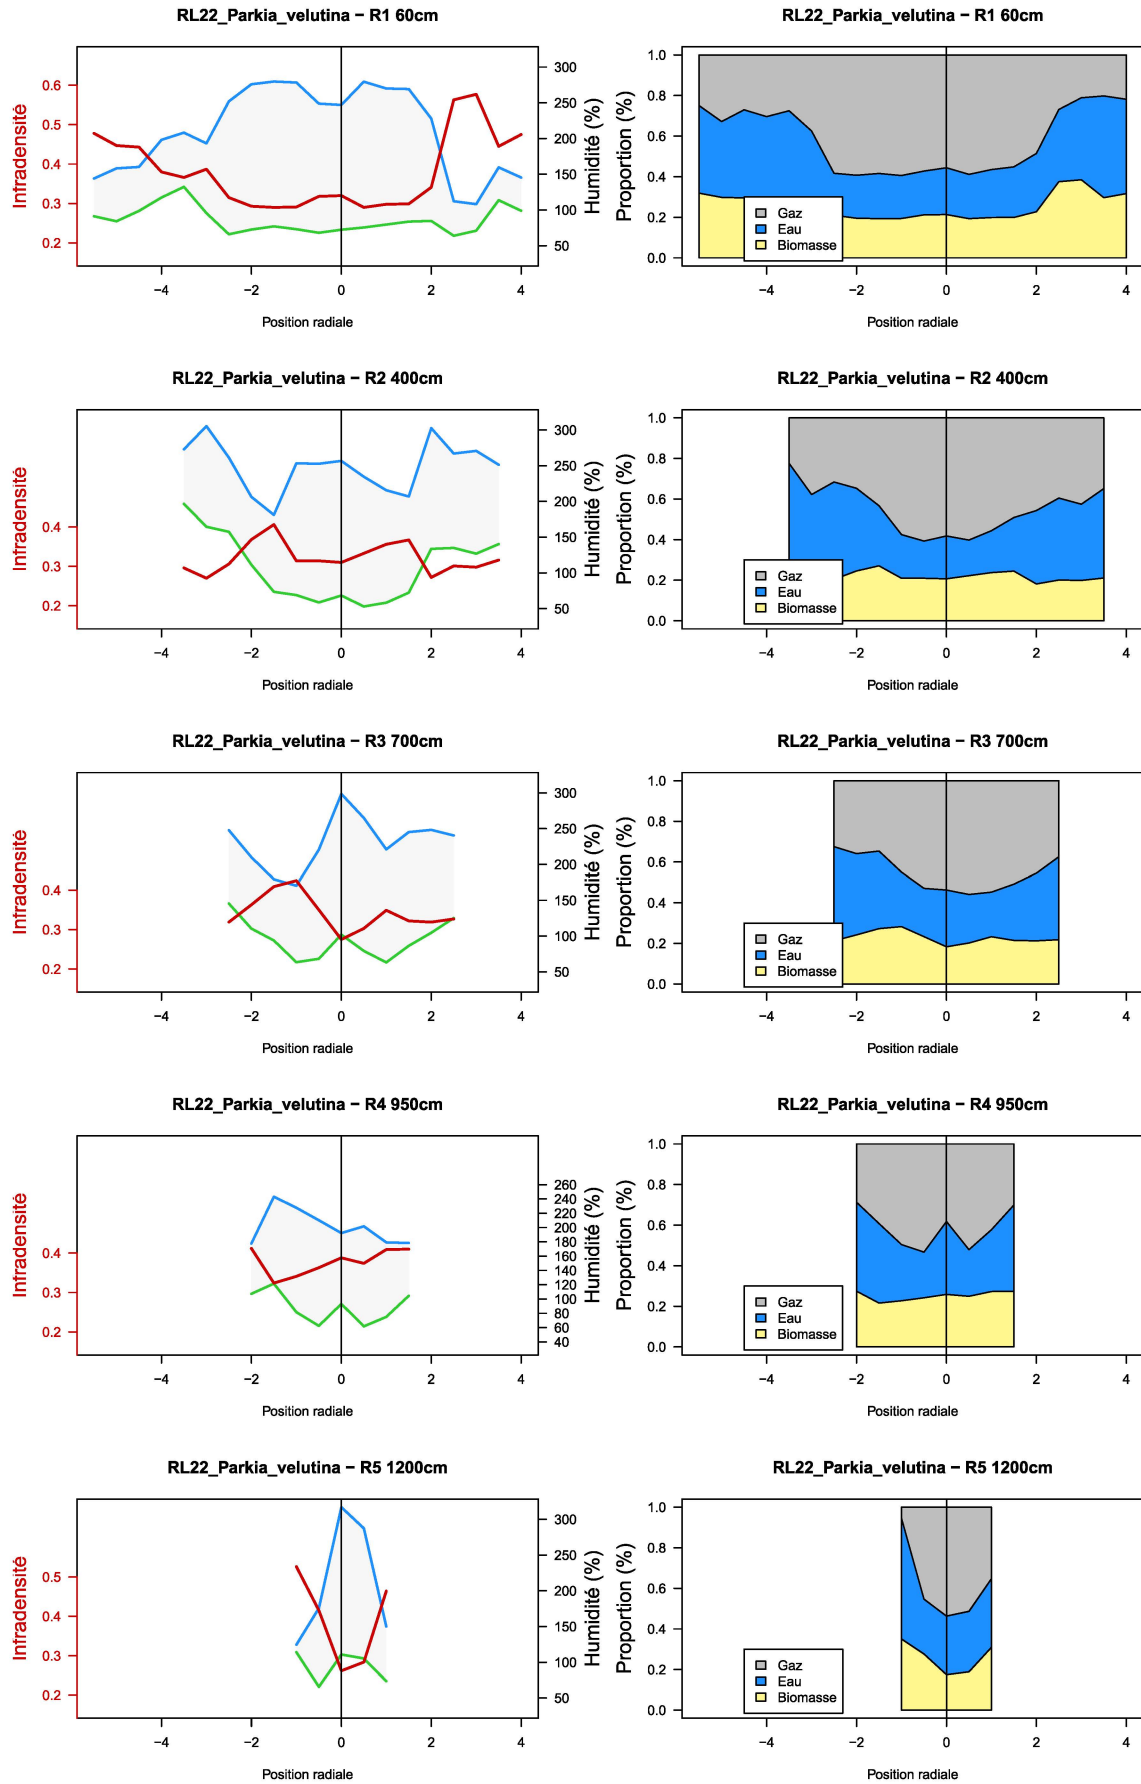 RL22_Parkia_velutina − R1 60cm
Infradensité
0.2
0.3
0.4
0.5
0.6
−4
−2
0
2
4
Position radiale
50
100
150
200
250
300
Humidité (%)
RL22_Parkia_velutina − R1 60cm
Proportion (%)
0.0
0.2
0.4
0.6
0.8
1.0
Gaz
Eau
Biomasse
−4
−2
0
2
4
Position radiale
RL22_Parkia_velutina − R2 400cm
Infradensité
0.2
0.3
0.4
−4
−2
0
2
4
Position radiale
50
100
150
200
250
300
Humidité (%)
RL22_Parkia_velutina − R2 400cm
Proportion (%)
0.0
0.2
0.4
0.6
0.8
1.0
Gaz
Eau
Biomasse
−4
−2
0
2
4
Position radiale
RL22_Parkia_velutina − R3 700cm
Infradensité
0.2
0.3
0.4
−4
−2
0
2
4
Position radiale
50
100
150
200
250
300
Humidité (%)
RL22_Parkia_velutina − R3 700cm
Proportion (%)
0.0
0.2
0.4
0.6
0.8
1.0
Gaz
Eau
Biomasse
−4
−2
0
2
4
Position radiale
RL22_Parkia_velutina − R4 950cm
Infradensité
0.2
0.3
0.4
−4
−2
0
2
4
Position radiale
40
60
80
100
120
140
160
180
200
220
240
260
Humidité (%)
RL22_Parkia_velutina − R4 950cm
Proportion (%)
0.0
0.2
0.4
0.6
0.8
1.0
Gaz
Eau
Biomasse
−4
−2
0
2
4
Position radiale
RL22_Parkia_velutina − R5 1200cm
Infradensité
0.2
0.3
0.4
0.5
−4
−2
0
2
4
Position radiale
50
100
150
200
250
300
Humidité (%)
RL22_Parkia_velutina − R5 1200cm
Proportion (%)
0.0
0.2
0.4
0.6
0.8
1.0
Gaz
Eau
Biomasse
−4
−2
0
2
4
Position radiale